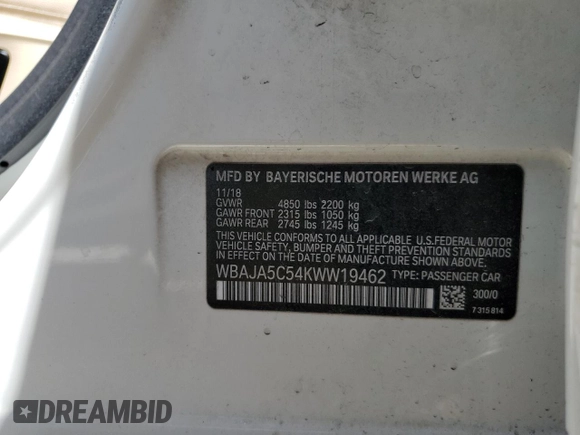 MFD BY BAYERISCHE MOTOREN WERKE AG
11/18
GVWR 4850 lbs 2200 kg
GAWR FRONT 2315 lbs 1050 kg
GAWR REAR 2745 lbs 1245 kg
THIS VEHICLE CONFORMS TO ALL APPLICABLE U.S.FEDERAL MOTOR
VEHICLE SAFETY, BUMPER AND THEFT PREVENTION STANDARDS
IN EFFECT ON THE DATE OF MANUFACTURE SHOWN ABOVE.
WBAJA5C54KWW19462 TYPE: PASSENGER CAR
300/0
7 315 814
DREAMBID